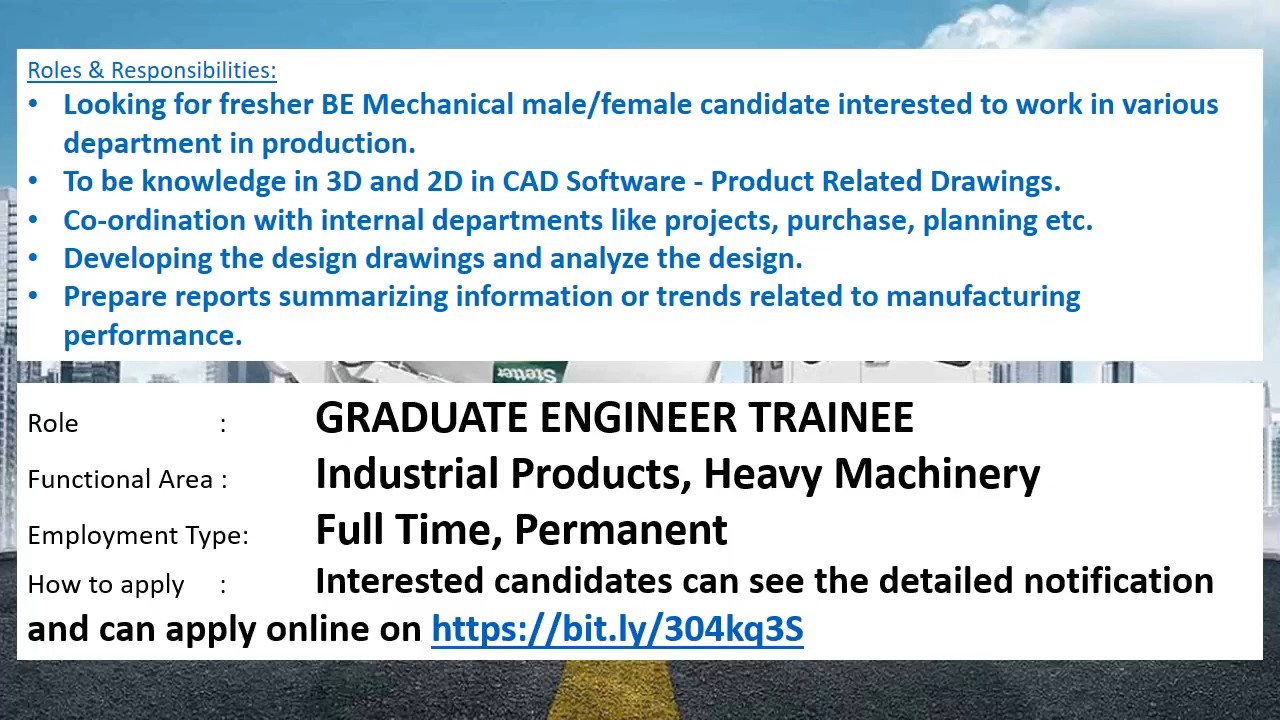 Roles & Responsibilities:
• Looking for fresher BE Mechanical male/female candidate interested to work in various
department in production.
• To be knowledge in 3D and 2D in CAD Software - Product Related Drawings.
• Co-ordination with internal departments like projects, purchase, planning etc.
• Developing the design drawings and analyze the design.
• Prepare reports summarizing information or trends related to manufacturing
performance.
Stetter
Role : GRADUATE ENGINEER TRAINEE
Functional Area : Industrial Products, Heavy Machinery
Employment Type: Full Time, Permanent
How to apply : Interested candidates can see the detailed notification
and can apply online on https://bit.ly/304kq3S